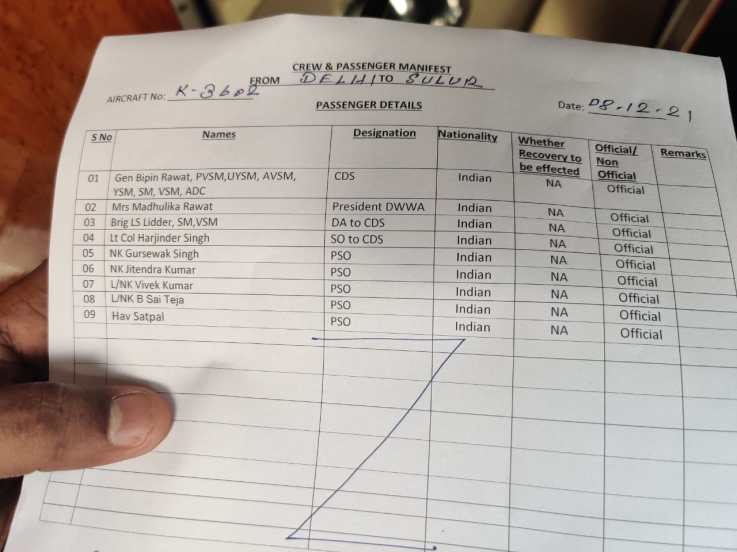 CREW & PASSENGER MANIFEST
FROM DELHI TO SULUR
AIRCRAFT No: K-3602
PASSENGER DETAILS
Date: 08.12.21
S No Names Designation Nationality Whether Recovery to be effected Official/ Non Official Remarks
01 Gen Bipin Rawat, PVSM,UYSM, AVSM, YSM, SM, VSM, ADC CDS Indian NA Official
02 Mrs Madhulika Rawat President DWWA Indian NA Official
03 Brig LS Lidder, SM,VSM DA to CDS Indian NA Official
04 Lt Col Harjinder Singh SO to CDS Indian NA Official
05 NK Gursewak Singh PSO Indian NA Official
06 NK Jitendra Kumar PSO Indian NA Official
07 L/NK Vivek Kumar PSO Indian NA Official
08 L/NK B Sai Teja PSO Indian NA Official
09 Hav Satpal PSO Indian NA Official